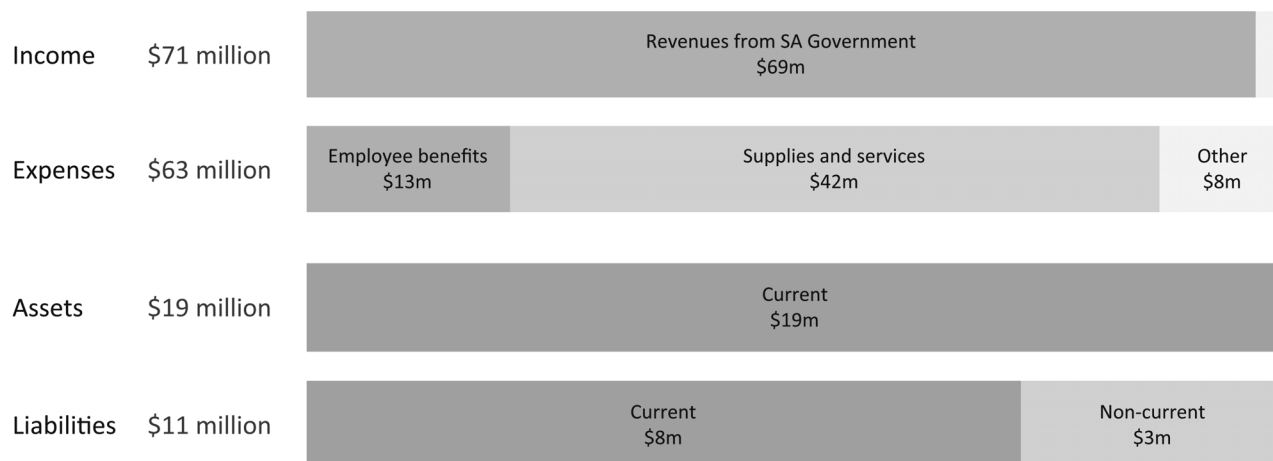 Income $71 million
Revenues from SA Government
$69m
Expenses $63 million
Employee benefits
$13m
Supplies and services
$42m
Other
$8m
Assets $19 million
Current
$19m
Liabilities $11 million
Current
$8m
Non-current
$3m